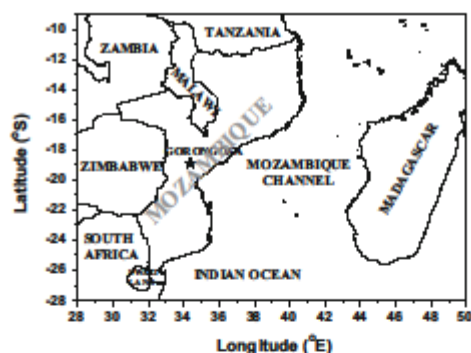 -8
-10
-12
-14
-16
-18
-20
-22
-24
-26
-28
Latitude (°S)
ZAMBIA
TANZANIA
MALAWI
MOZAMBIQUE
GORONGOSA
ZIMBABWE
MOZAMBIQUE
CHANNEL
MADAGASCAR
SOUTH
AFRICA
INDIAN OCEAN
28 30 32 34 36 38 40 42 44 46 48 50
Longitude (°E)